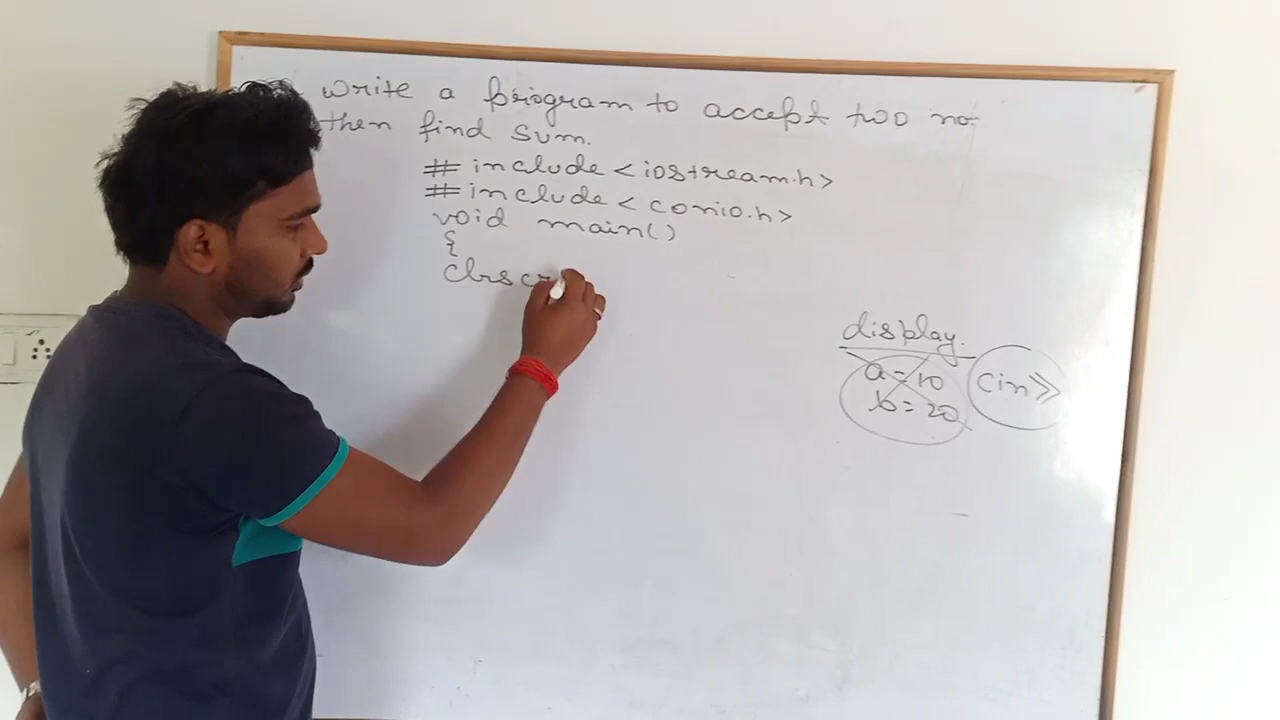 write a program to accept two no.
then find sum.
# include <iostream.h>
# include < conio.h>
void main()
{
clrscr
display.
a = 10
b = 20
cin >>